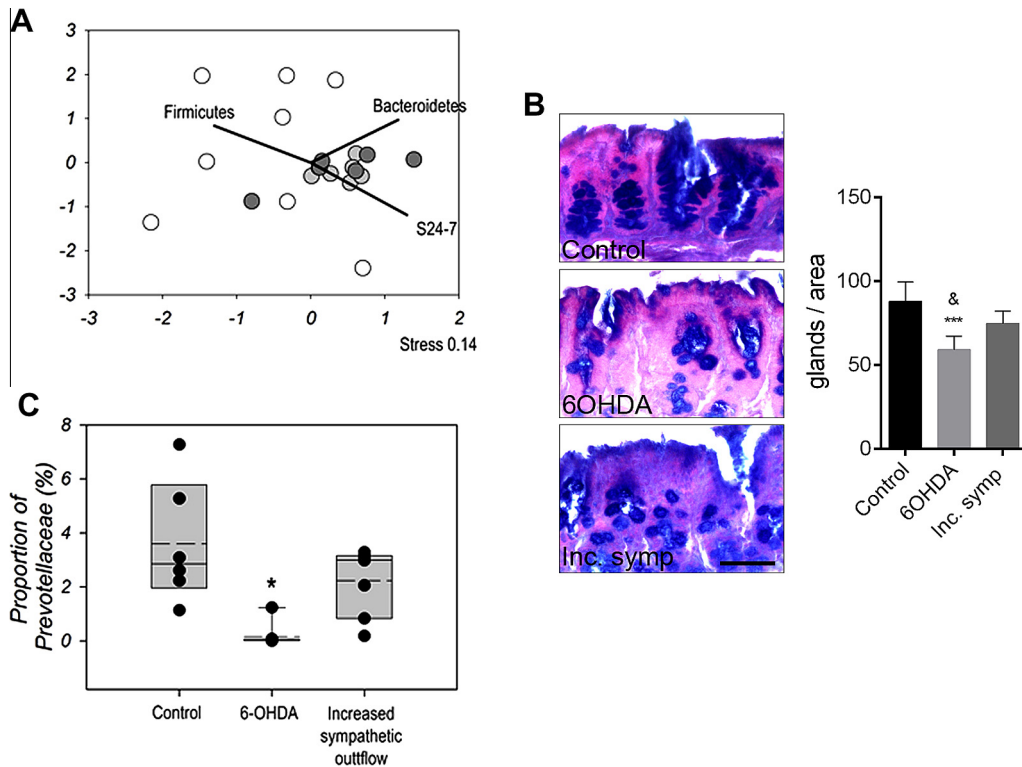 A
3
2
1
0
-1
-2
-3
-3 -2 -1 0 1 2
Firmicutes
Bacteroidetes
S24-7
Stress 0.14
B
Control
6OHDA
Inc. symp
glands / area
150
100
50
0
&
***
Control
6OHDA
Inc. symp
C
Proportion of
Prevotellaceae (%)
8
6
4
2
0
*
Control
6-OHDA
Increased
sympathetic
outtflow